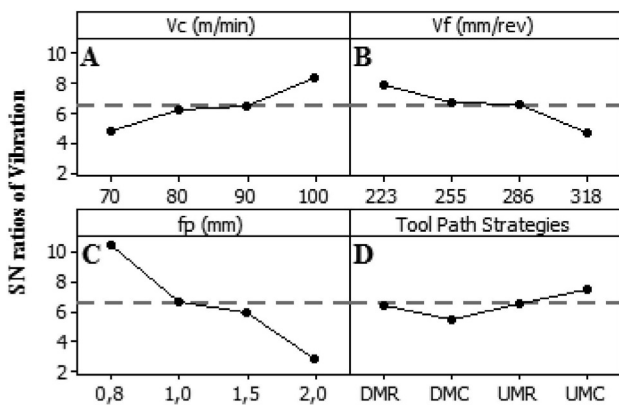 Vc (m/min) Vf (mm/rev)
A B
10
8
6
4
2
70 80 90 100 223 255 286 318
fp (mm) Tool Path Strategies
C D
10
8
6
4
2
0,8 1,0 1,5 2,0 DMR DMC UMR UMC
SN ratios of Vibration